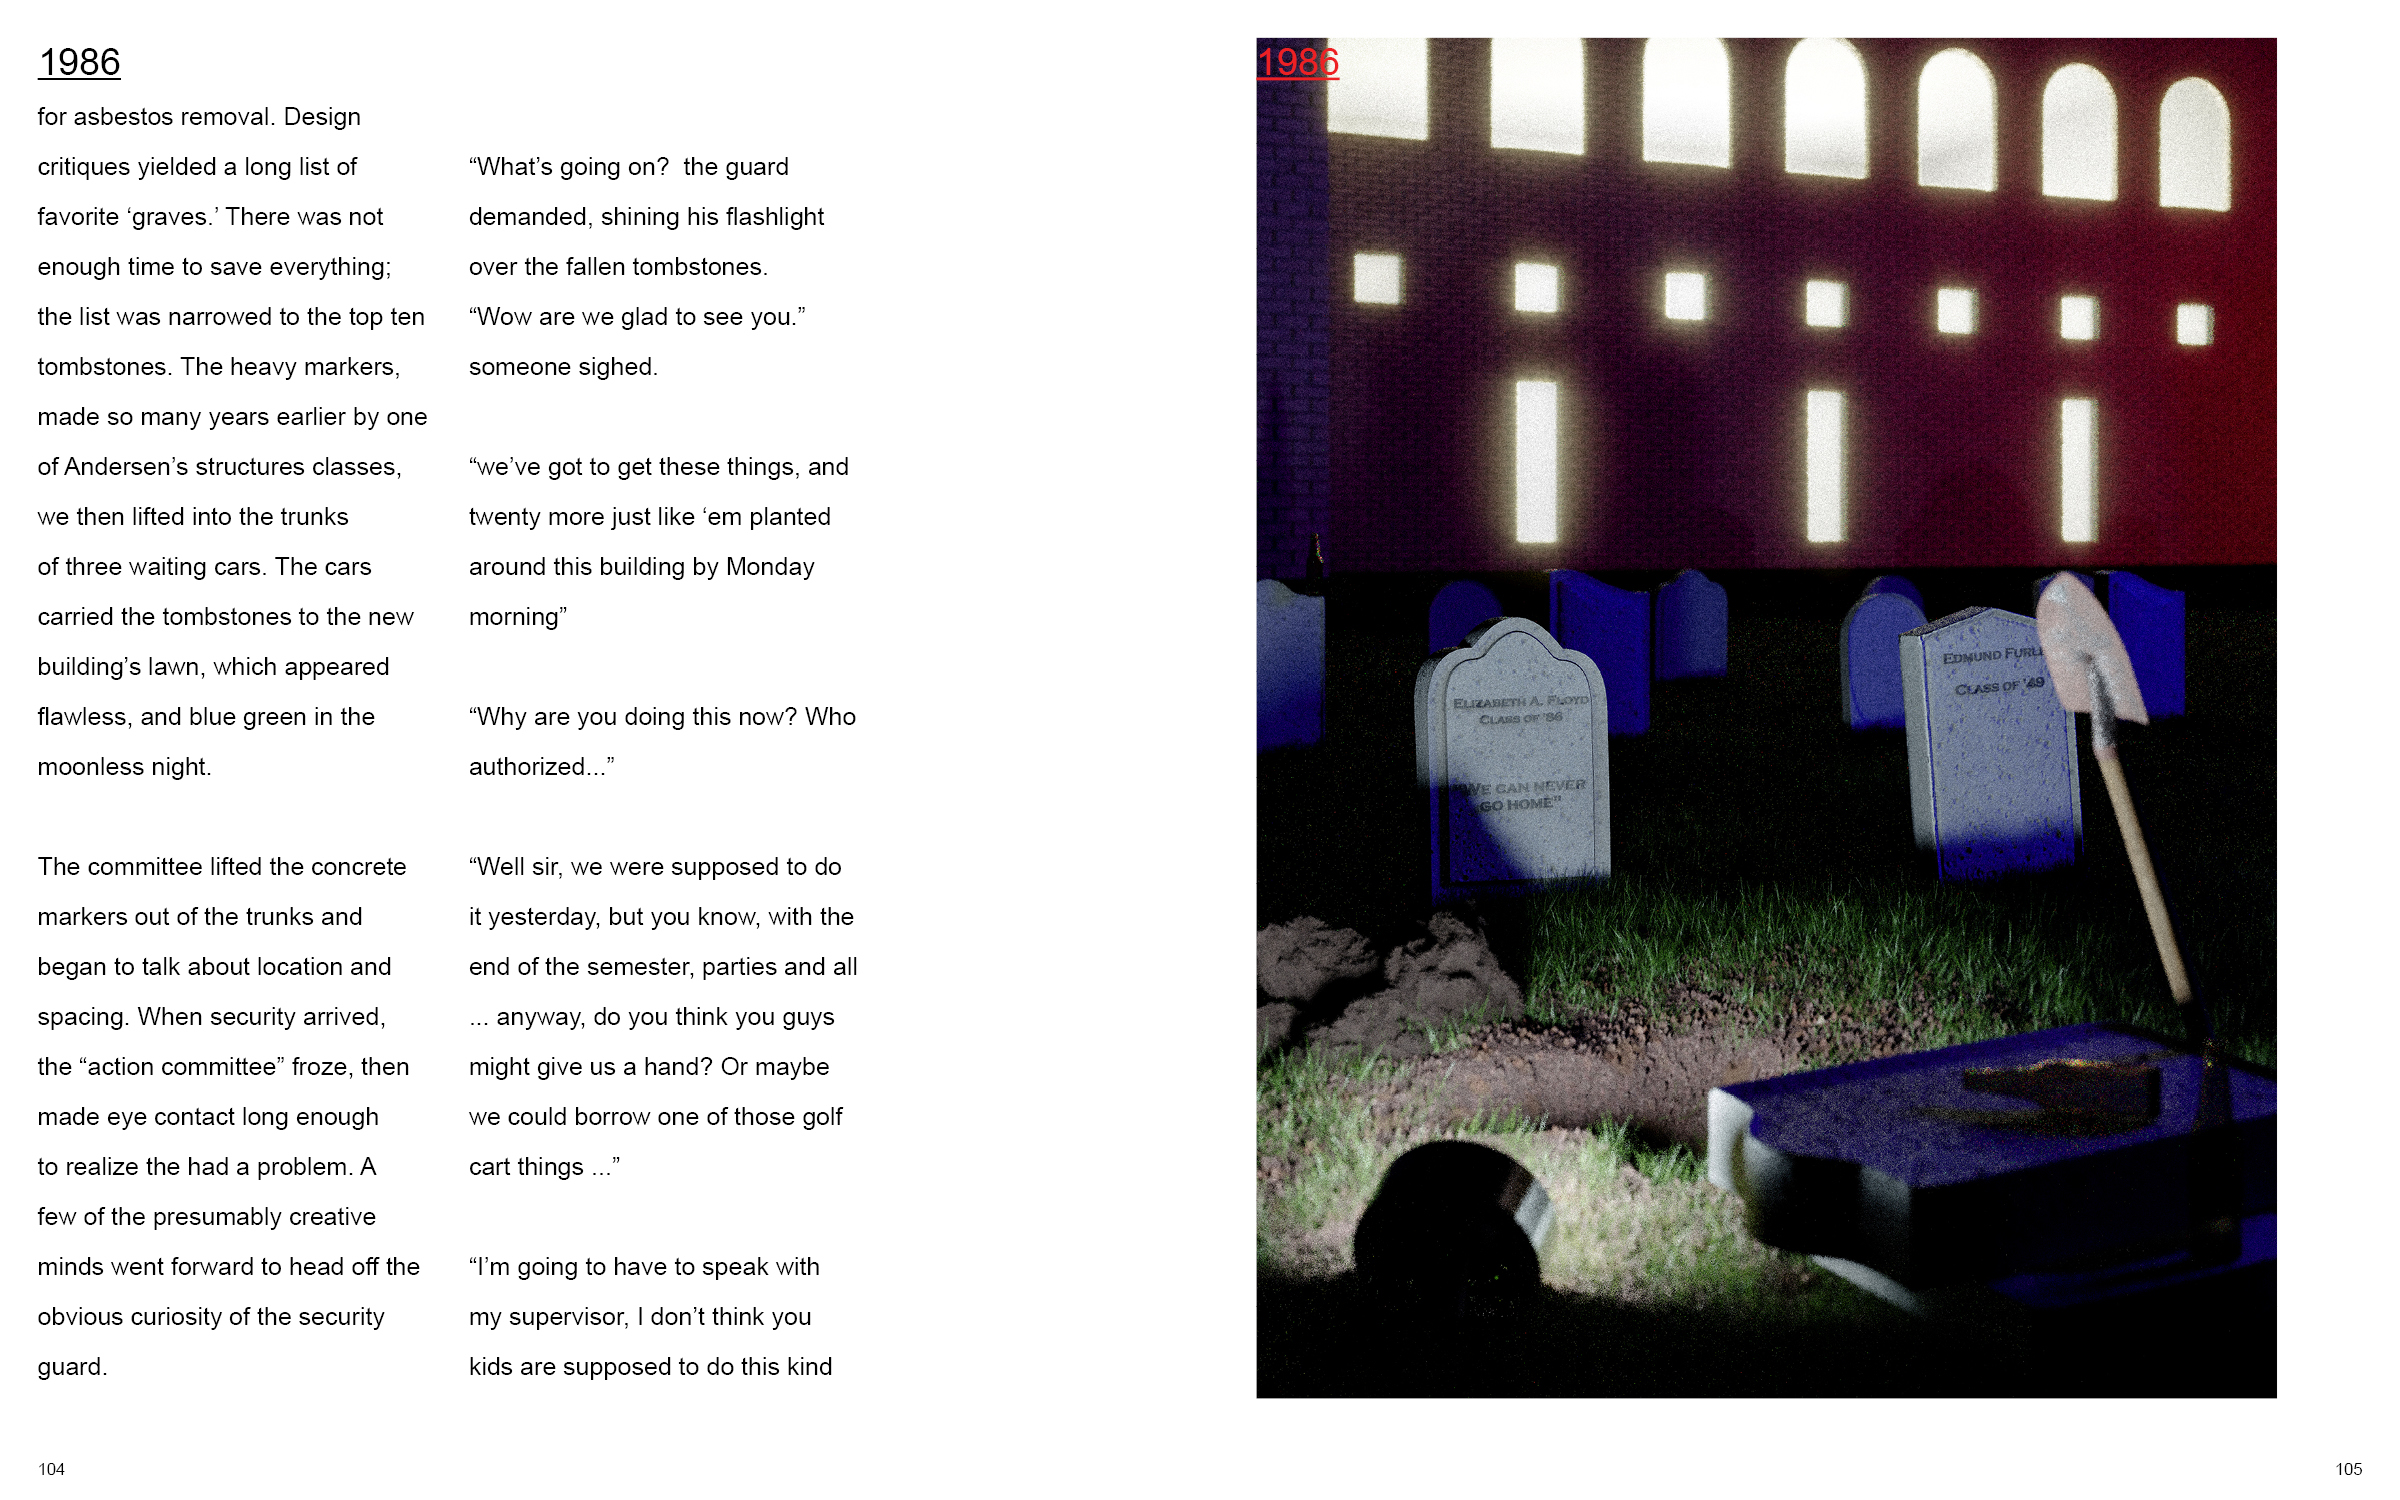 1986
for asbestos removal. Design
critiques yielded a long list of
favorite ‘graves.’ There was not
enough time to save everything;
the list was narrowed to the top ten
tombstones. The heavy markers,
made so many years earlier by one
of Andersen’s structures classes,
we then lifted into the trunks
of three waiting cars. The cars
carried the tombstones to the new
building’s lawn, which appeared
flawless, and blue green in the
moonless night.
The committee lifted the concrete
markers out of the trunks and
began to talk about location and
spacing. When security arrived,
the “action committee” froze, then
made eye contact long enough
to realize the had a problem. A
few of the presumably creative
minds went forward to head off the
obvious curiosity of the security
guard.
“What’s going on?  the guard
demanded, shining his flashlight
over the fallen tombstones.
“Wow are we glad to see you.”
someone sighed.
“we’ve got to get these things, and
twenty more just like ‘em planted
around this building by Monday
morning”
“Why are you doing this now? Who
authorized...”
“Well sir, we were supposed to do
it yesterday, but you know, with the
end of the semester, parties and all
... anyway, do you think you guys
might give us a hand? Or maybe
we could borrow one of those golf
cart things ...”
“I’m going to have to speak with
my supervisor, I don’t think you
kids are supposed to do this kind
104
1986
Elizabeth A. Floyd
Class of '86
"We can never
go home"
Edmund
Class of '49
105